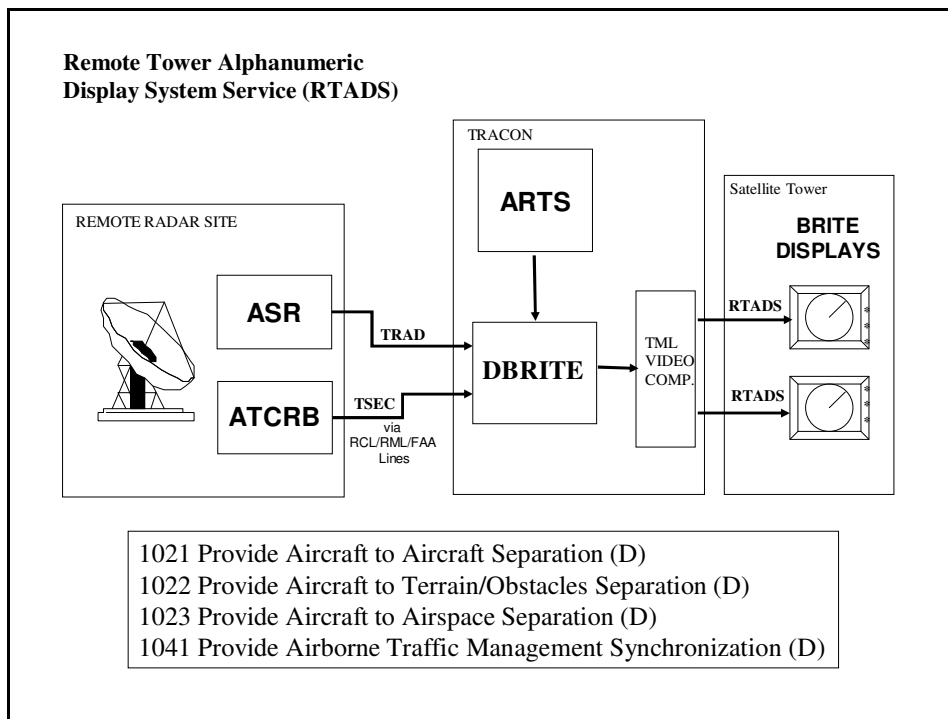 Remote Tower Alphanumeric
Display System Service (RTADS)
REMOTE RADAR SITE
ASR
ATCRB
TRAD
TSEC
via
RCL/RML/FAA
Lines
TRACON
ARTS
DBRITE
TML
VIDEO
COMP.
RTADS
RTADS
Satellite Tower
BRITE
DISPLAYS
1021 Provide Aircraft to Aircraft Separation (D)
1022 Provide Aircraft to Terrain/Obstacles Separation (D)
1023 Provide Aircraft to Airspace Separation (D)
1041 Provide Airborne Traffic Management Synchronization (D)